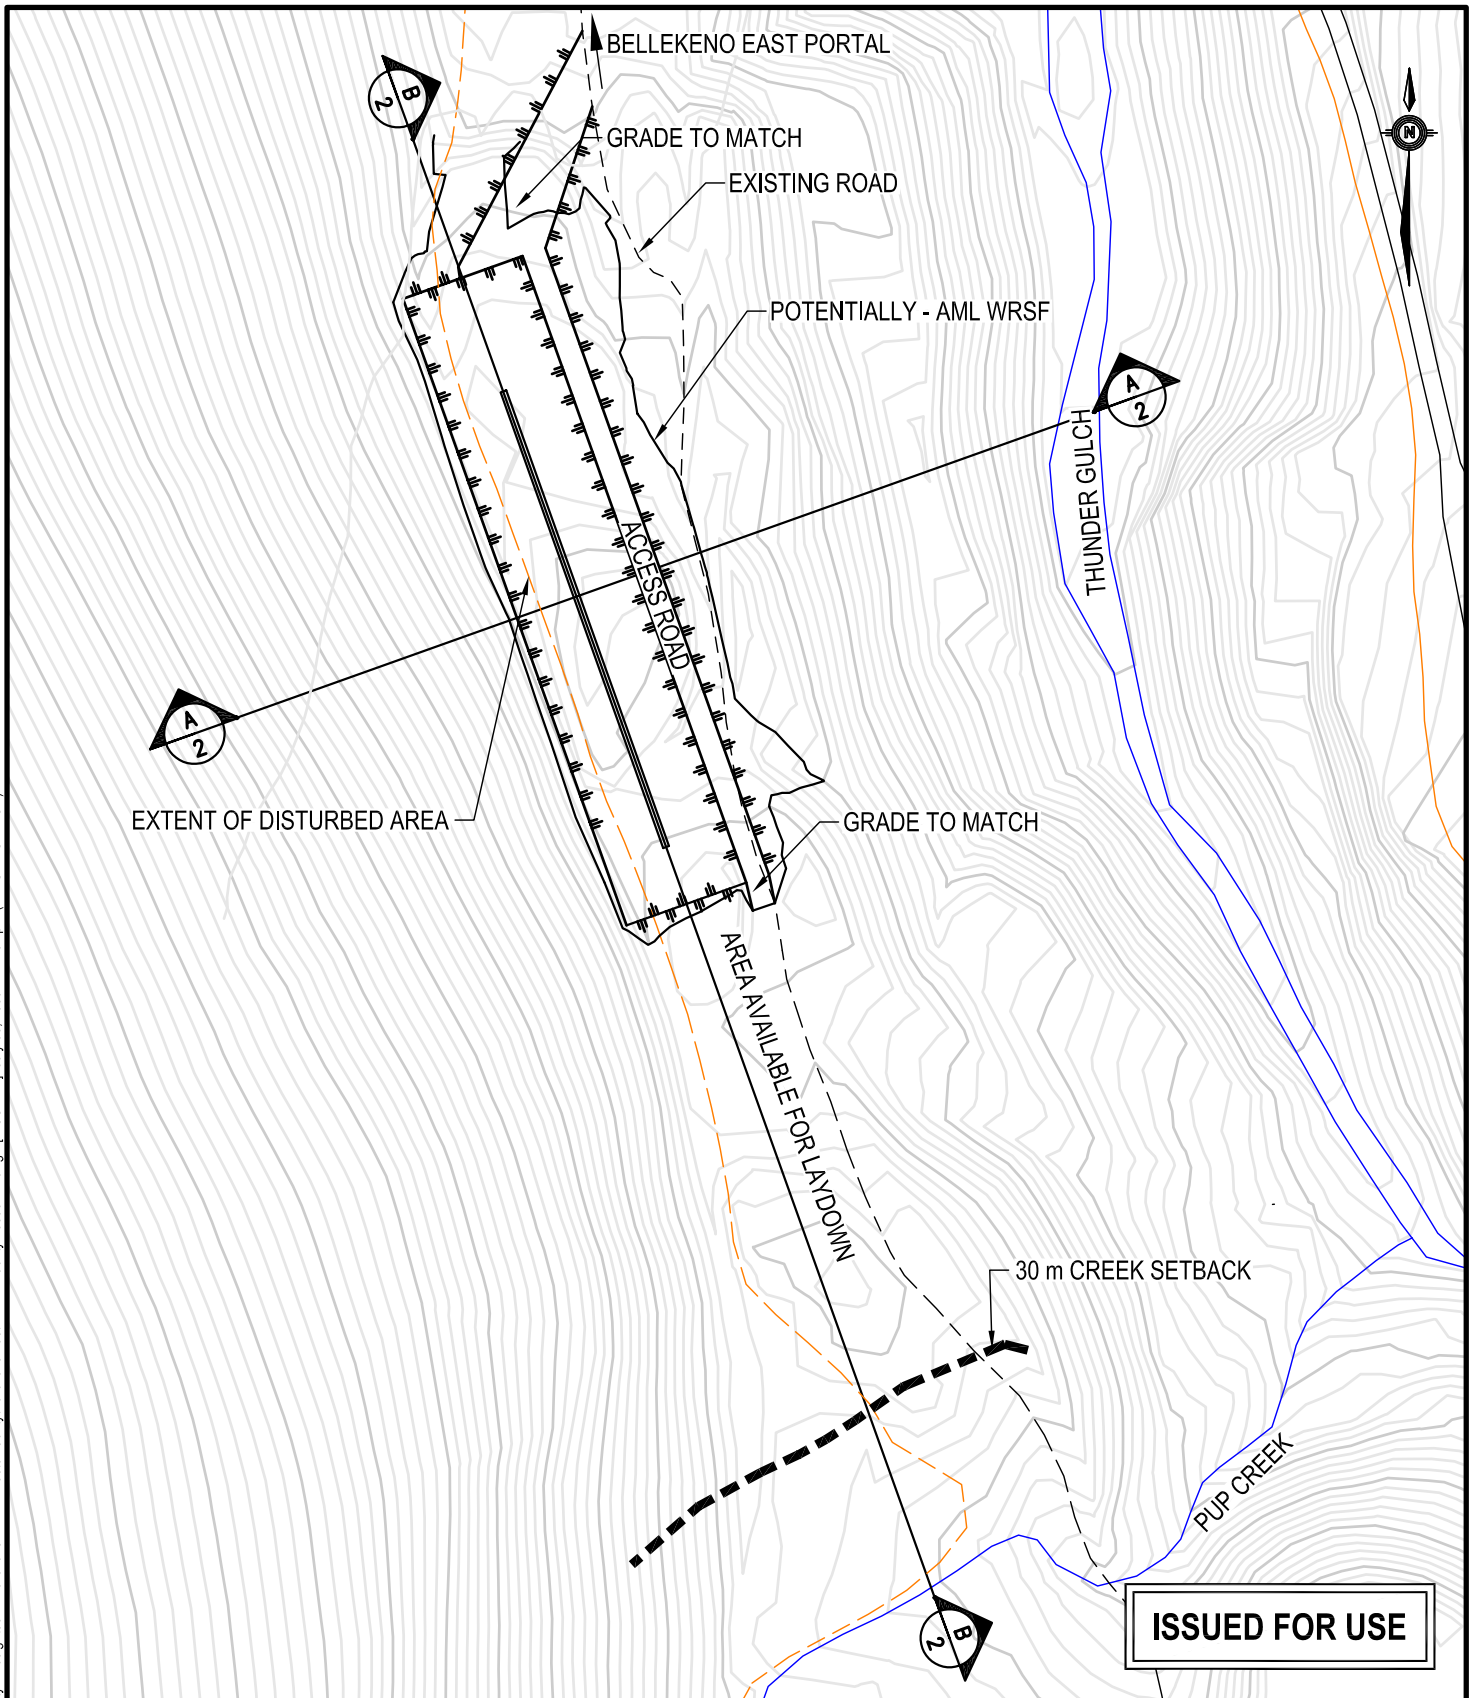 BELLEKENO EAST PORTAL
B
2
N
GRADE TO MATCH
EXISTING ROAD
POTENTIALLY - AML WRSF
A
2
THUNDER GULCH
ACCESS ROAD
A
2
EXTENT OF DISTURBED AREA
GRADE TO MATCH
AREA AVAILABLE FOR LAYDOWN
30 m CREEK SETBACK
PUP CREEK
B
2
ISSUED FOR USE